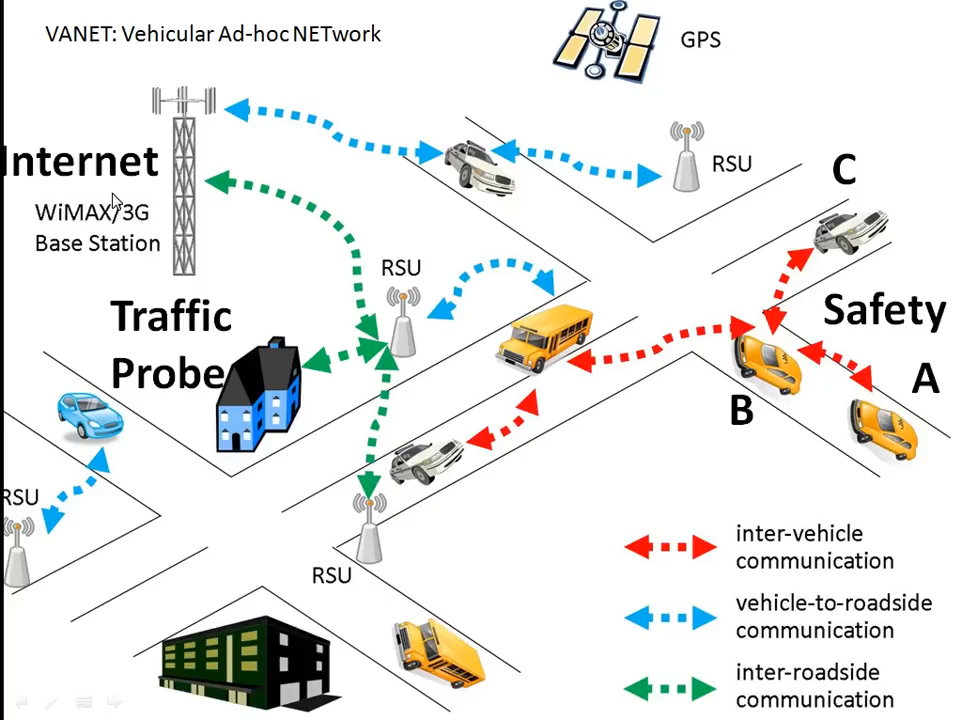 VANET: Vehicular Ad-hoc NETwork
GPS
Internet
RSU
C
WiMAX/3G
Base Station
RSU
Traffic
Probe
Safety
A
B
RSU
RSU
inter-vehicle
communication
vehicle-to-roadside
communication
inter-roadside
communication